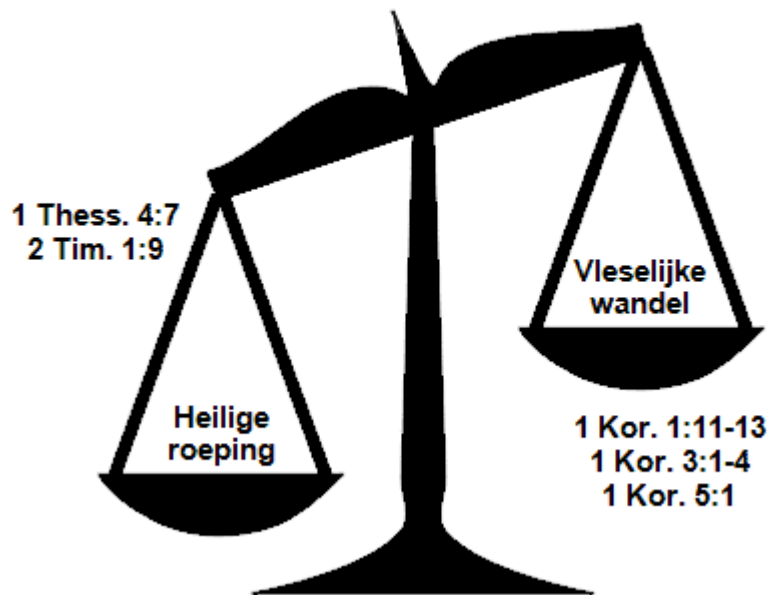 1 Thess. 4:7
2 Tim. 1:9
Heilige
roeping
Vleselijke
wandel
1 Kor. 1:11-13
1 Kor. 3:1-4
1 Kor. 5:1